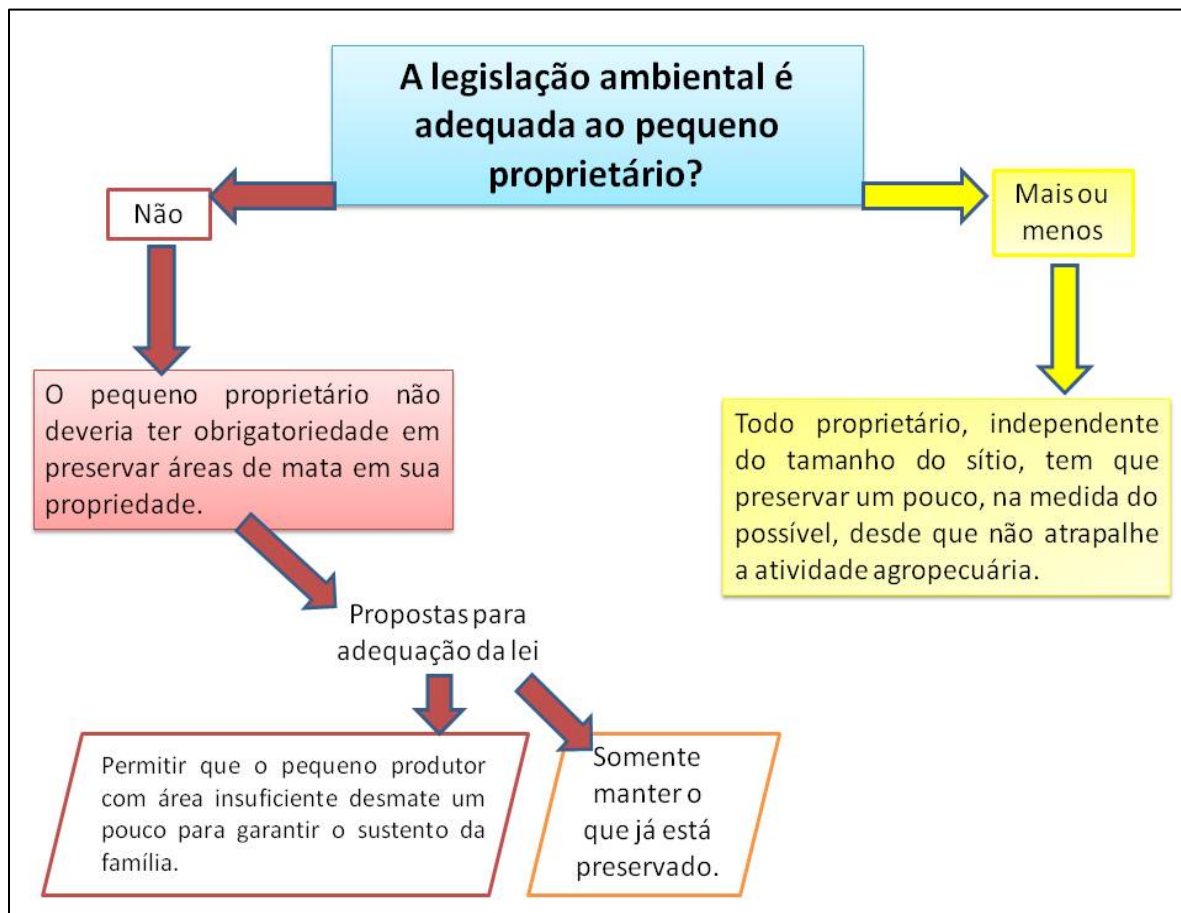 A legislação ambiental é
adequada ao pequeno
proprietário?
Não
Mais ou
menos
O pequeno proprietário não
deveria ter obrigatoriedade em
preservar áreas de mata em sua
propriedade.
Todo proprietário, independente
do tamanho do sítio, tem que
preservar um pouco, na medida do
possível, desde que não atrapalhe
a atividade agropecuária.
Propostas para
adequação da lei
Permitir que o pequeno produtor
com área insuficiente desmate um
pouco para garantir o sustento da
família.
Somente
manter o
que já está
preservado.